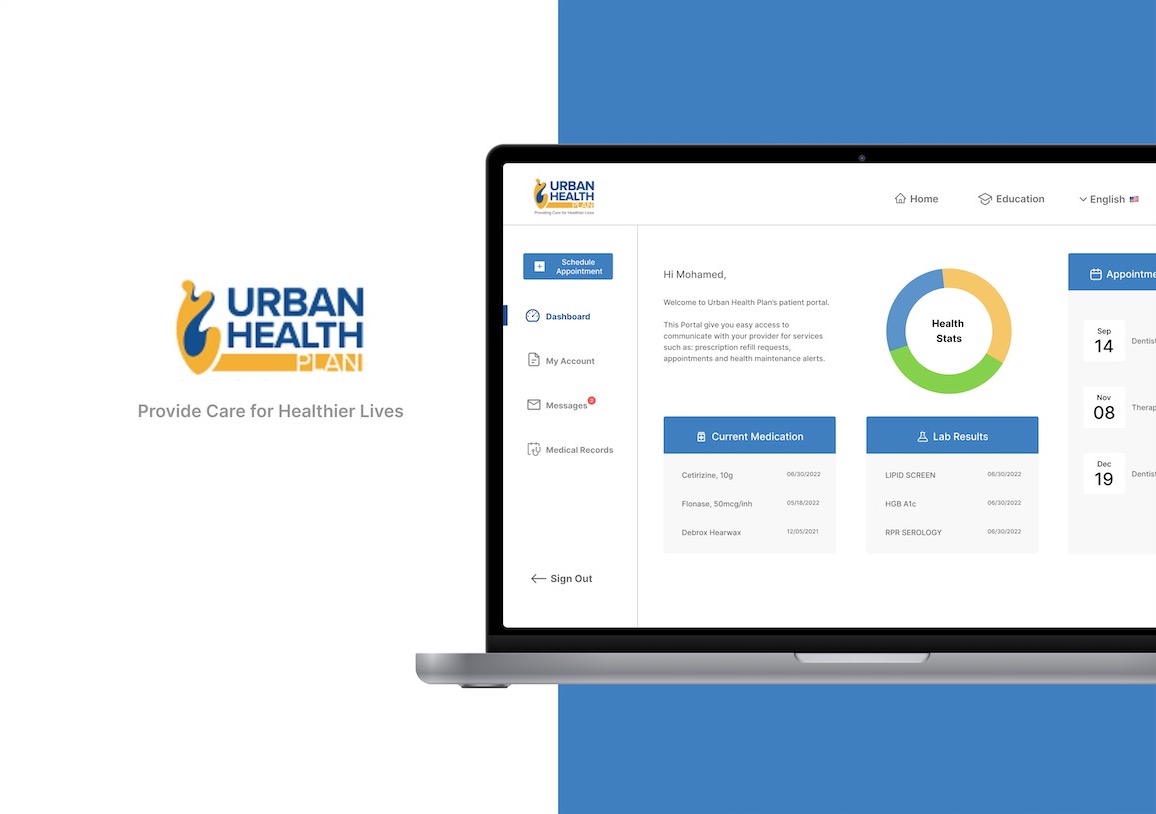 URBAN
HEALTH
PLAN
Provide Care for Healthier Lives
URBAN
HEALTH
PLAN
Providing Care for Healthier Lives
Home
Education
English
Schedule
Appointment
Dashboard
My Account
Messages
Medical Records
Sign Out
Hi Mohamed,
Welcome to Urban Health Plan's patient portal.
This Portal give you easy access to
communicate with your provider for services
such as: prescription refill requests,
appointments and health maintenance alerts.
Health
Stats
Current Medication
Cetirizine, 10g 06/30/2022
Flonase, 50mcg/inh 05/18/2022
Debrox Hearwax 12/05/2021
Lab Results
LIPID SCREEN 06/30/2022
HGB A1c 06/30/2022
RPR SEROLOGY 06/30/2022
Appointme
Sep
14 Dentist
Nov
08 Therap
Dec
19 Dentist